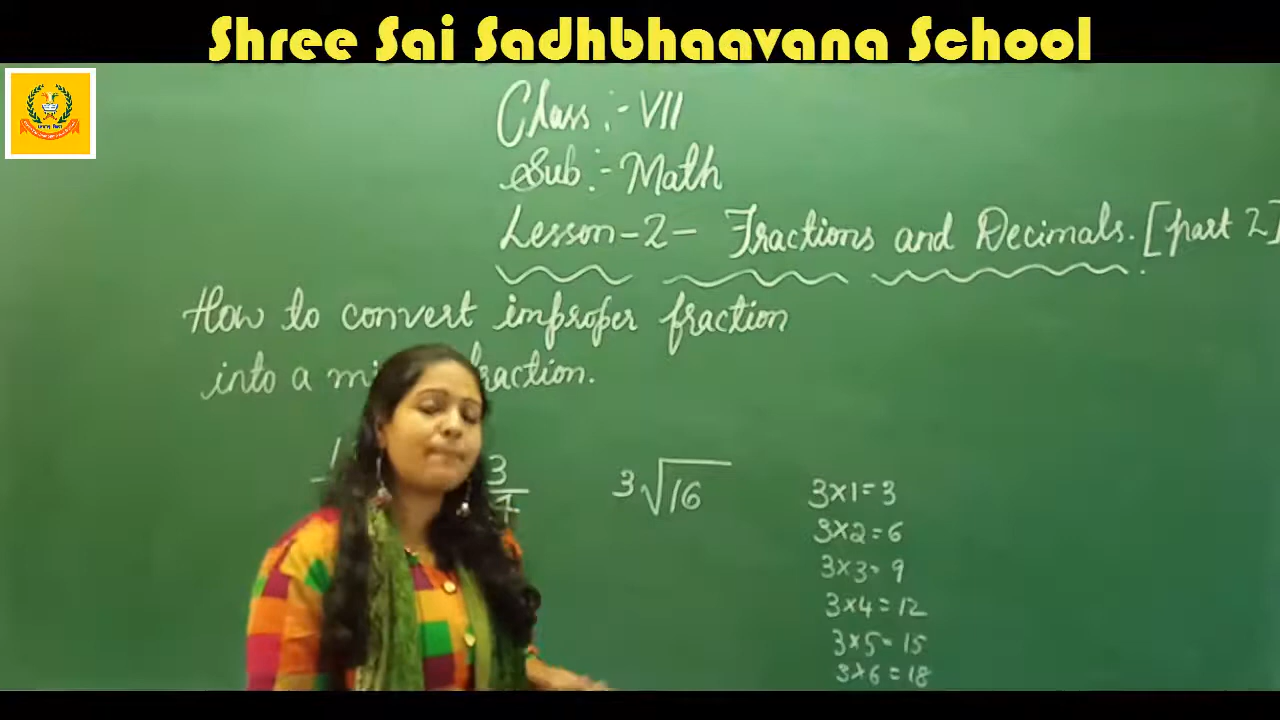 Shree Sai Sadhbhaavana School
Class :- VII
Sub :- Math
Lesson-2- Fractions and Decimals. [part 2]
How to convert improper fraction
into a fraction.
3
3√16
3×1=3
3×2=6
3×3=9
3×4=12
3×5=15
3×6=18